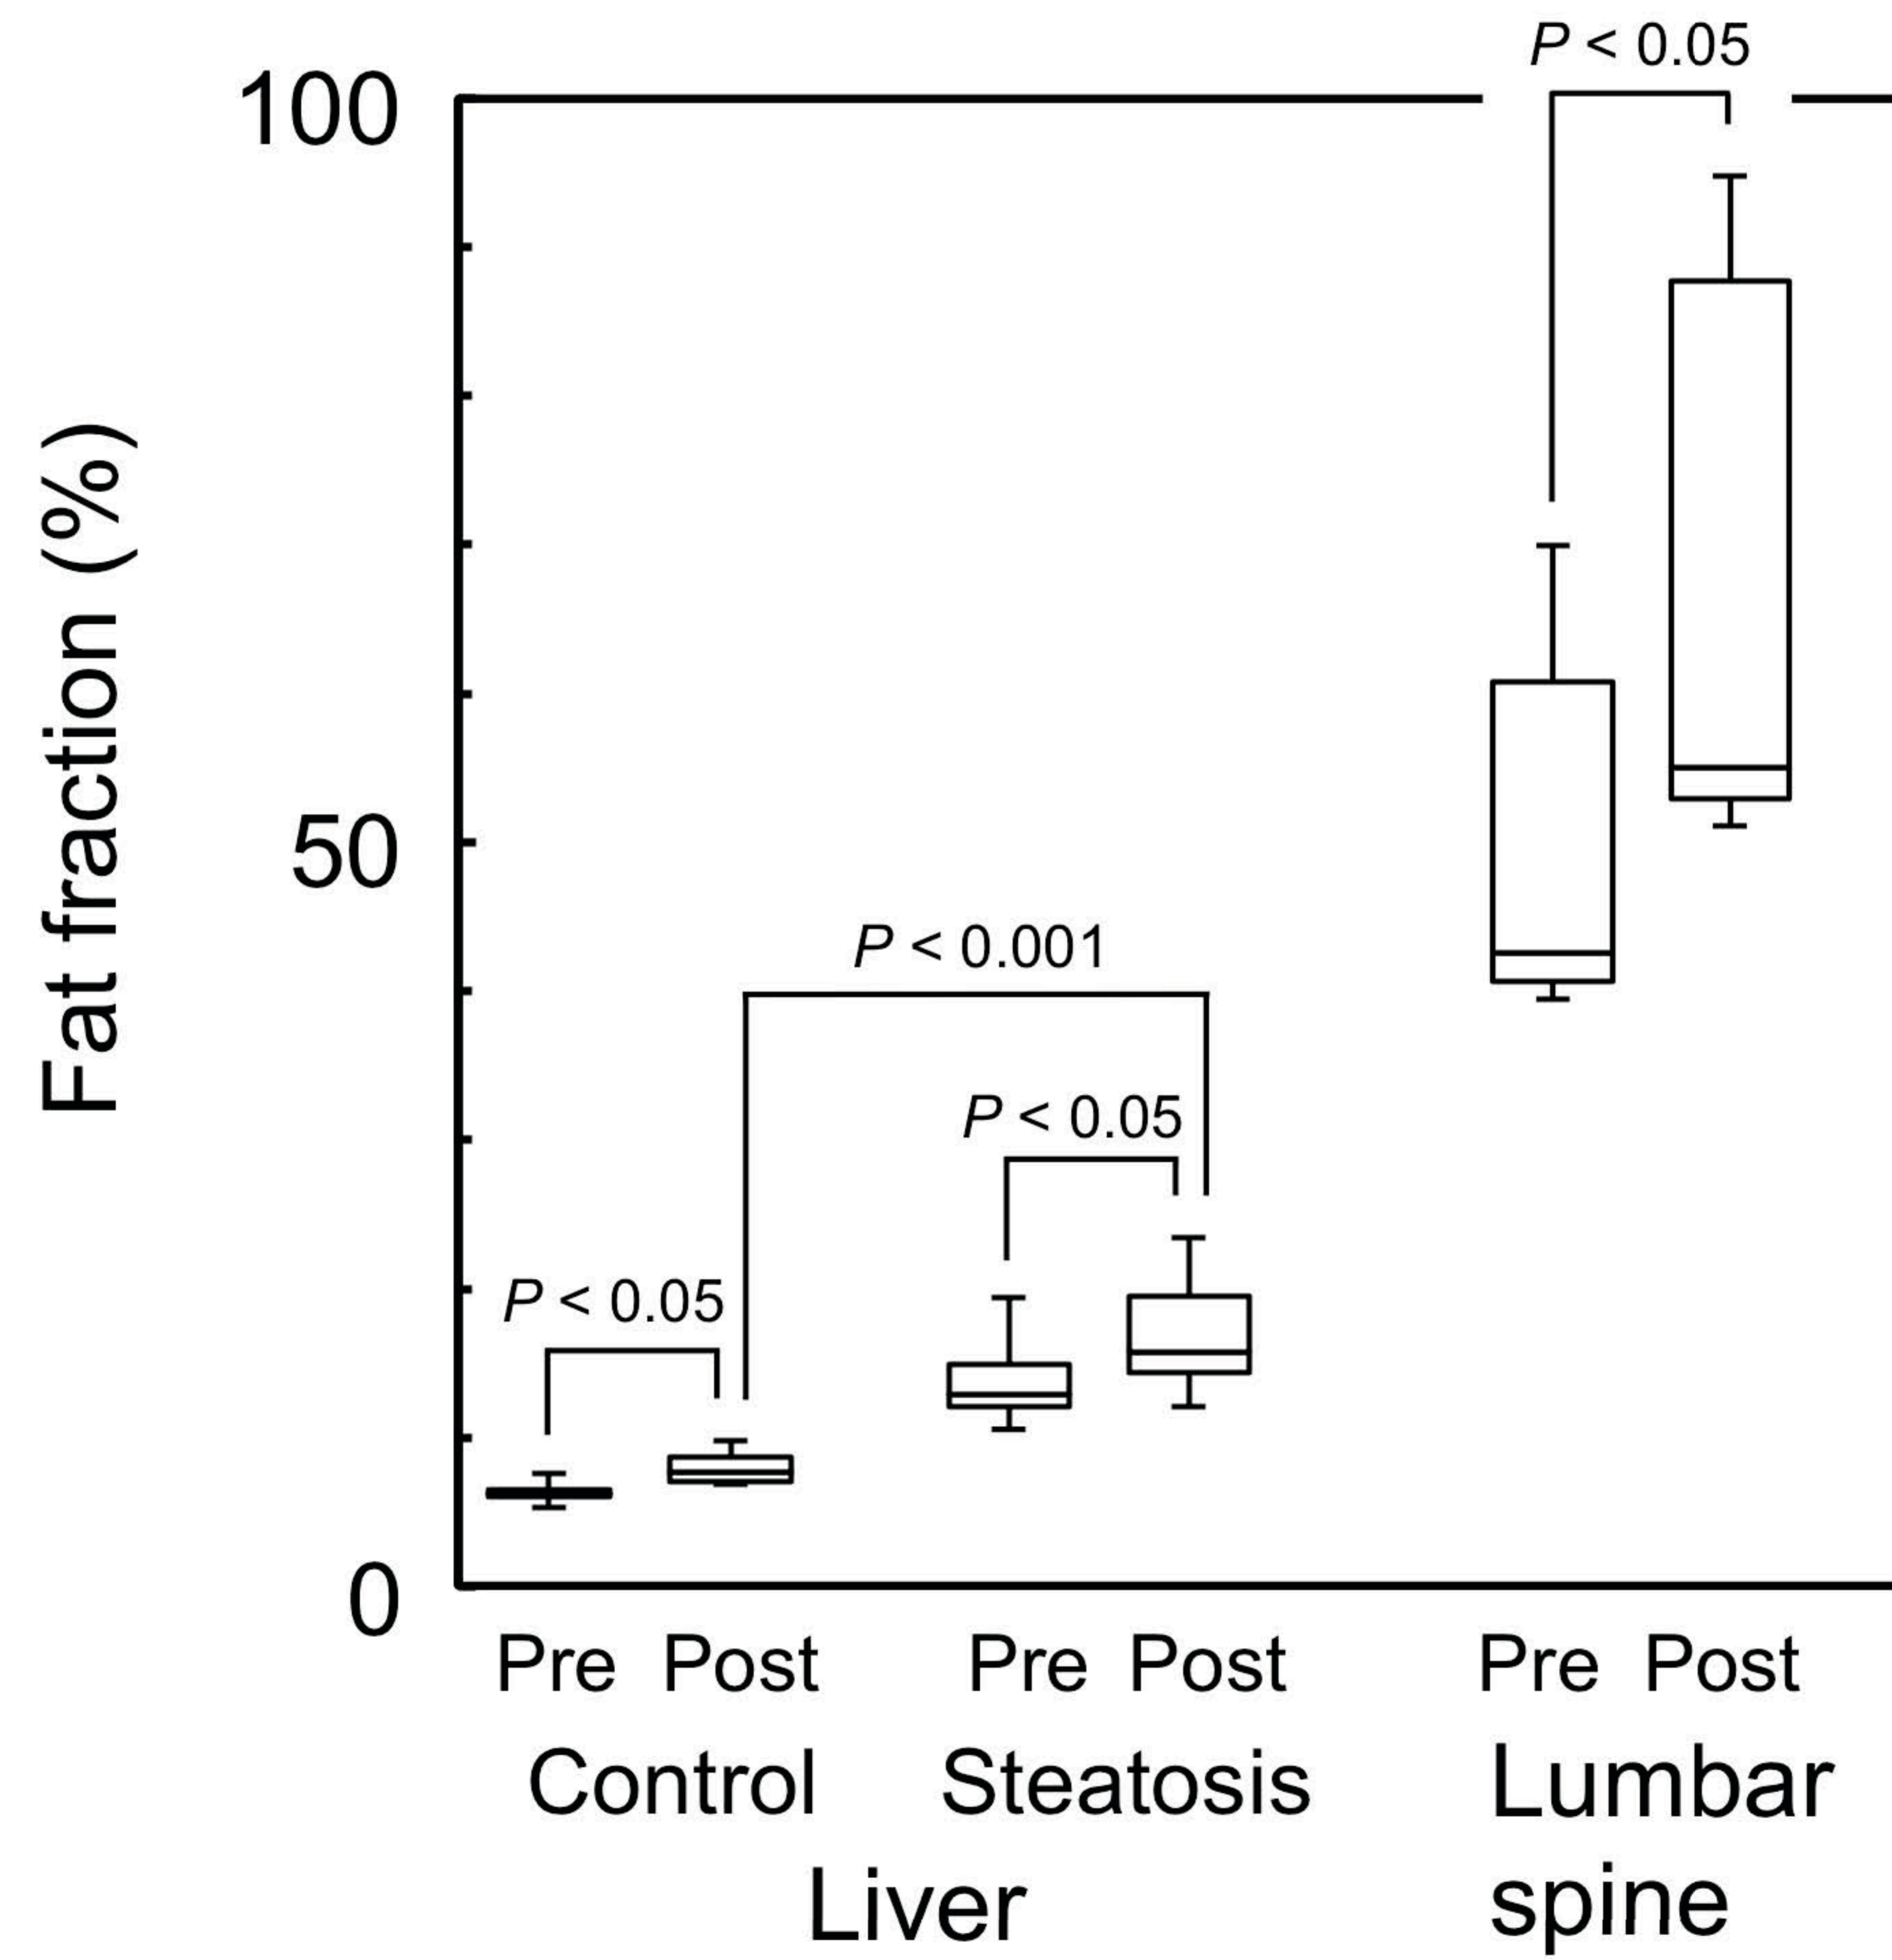 P < 0.05
100
Fat fraction (%)
50
P < 0.001
P < 0.05
P < 0.05
0
Pre Post Pre Post Pre Post
Control Steatosis Lumbar
Liver spine